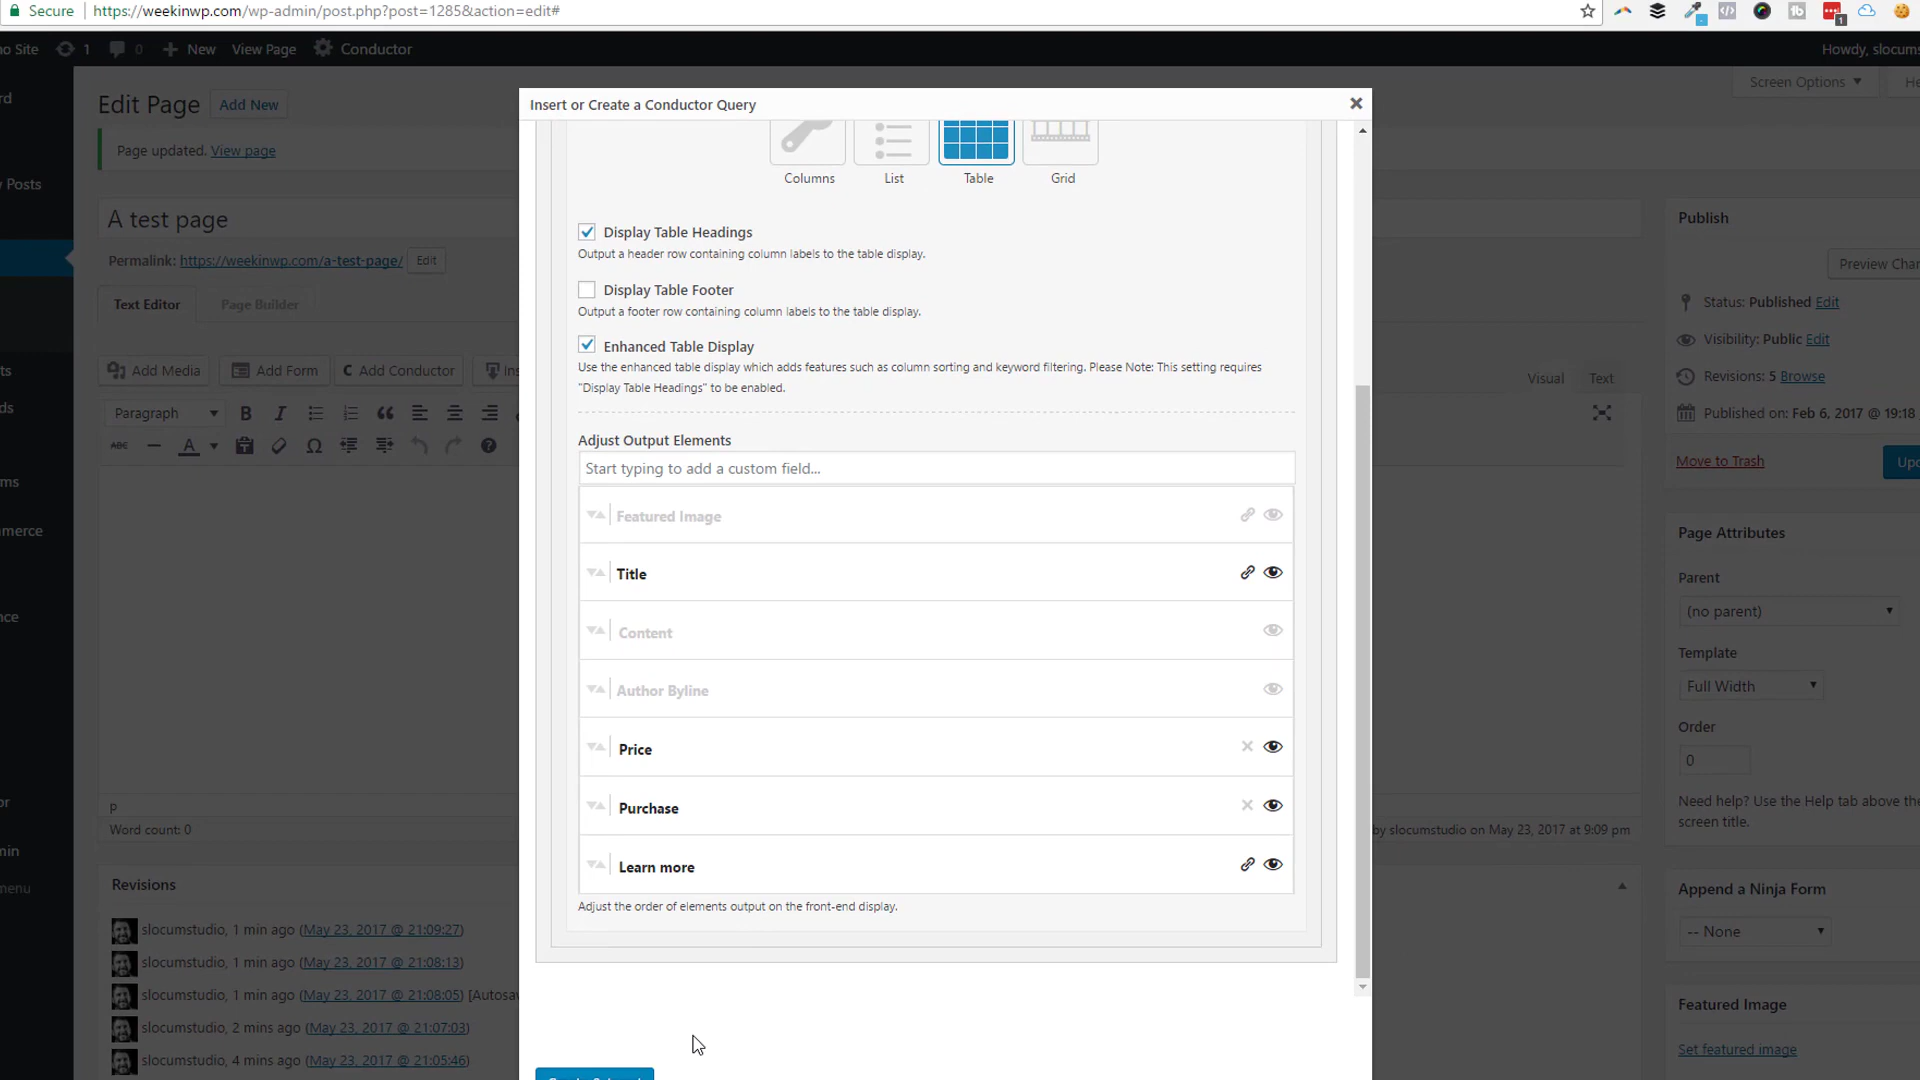 Secure https://weekinwp.com/wp-admin/post.php?post=1285&action=edit#
Site 1 0 New View Page Conductor Howdy,
Screen Options
Edit Page Add New
Page updated. View page
Posts
A test page
Permalink: https://weekinwp.com/a-test-page/ Edit
Text Editor Page Builder
Add Media Add Form C Add Conductor
Visual Text
Paragraph
B I
ABC A Ω
p
Word count: 0
by slocumstudio on May 23, 2017 at 9:09 pm
menu
Revisions
slocumstudio, 1 min ago (May 23, 2017 @ 21:09:27)
slocumstudio, 1 min ago (May 23, 2017 @ 21:08:13)
slocumstudio, 1 min ago (May 23, 2017 @ 21:08:05) [Autosav
slocumstudio, 2 mins ago (May 23, 2017 @ 21:07:03)
slocumstudio, 4 mins ago (May 23, 2017 @ 21:05:46)
Insert or Create a Conductor Query
Columns List Table Grid
Display Table Headings
Output a header row containing column labels to the table display.
Display Table Footer
Output a footer row containing column labels to the table display.
Enhanced Table Display
Use the enhanced table display which adds features such as column sorting and keyword filtering. Please Note: This setting requires
"Display Table Headings" to be enabled.
Adjust Output Elements
Start typing to add a custom field...
Featured Image
Title
Content
Author Byline
Price
Purchase
Learn more
Adjust the order of elements output on the front-end display.
Publish
Preview Chan
Status: Published Edit
Visibility: Public Edit
Revisions: 5 Browse
Published on: Feb 6, 2017 @ 19:18
Move to Trash
Page Attributes
Parent
(no parent)
Template
Full Width
Order
0
Need help? Use the Help tab above the
screen title.
Append a Ninja Form
-- None
Featured Image
Set featured image